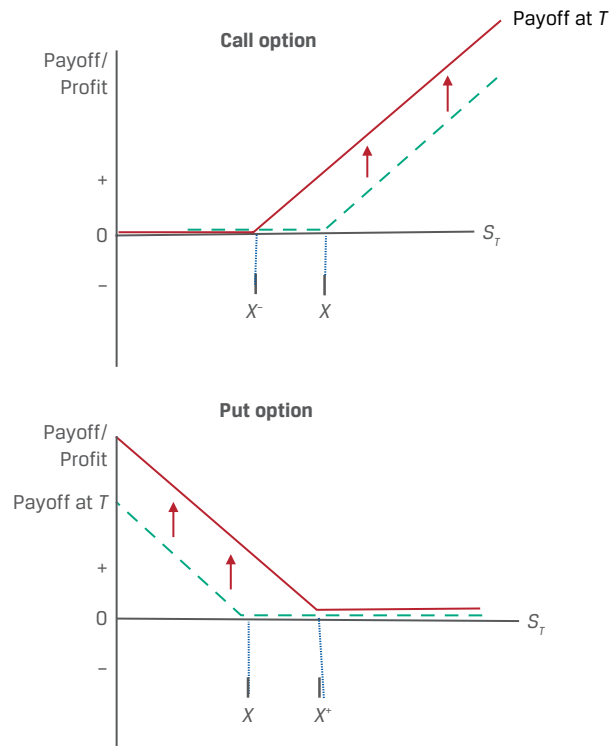 Call option
Payoff at T
Payoff/
Profit
+
0
S_T
−
X⁻
X
Put option
Payoff/
Profit
Payoff at T
+
0
S_T
−
X
X⁺